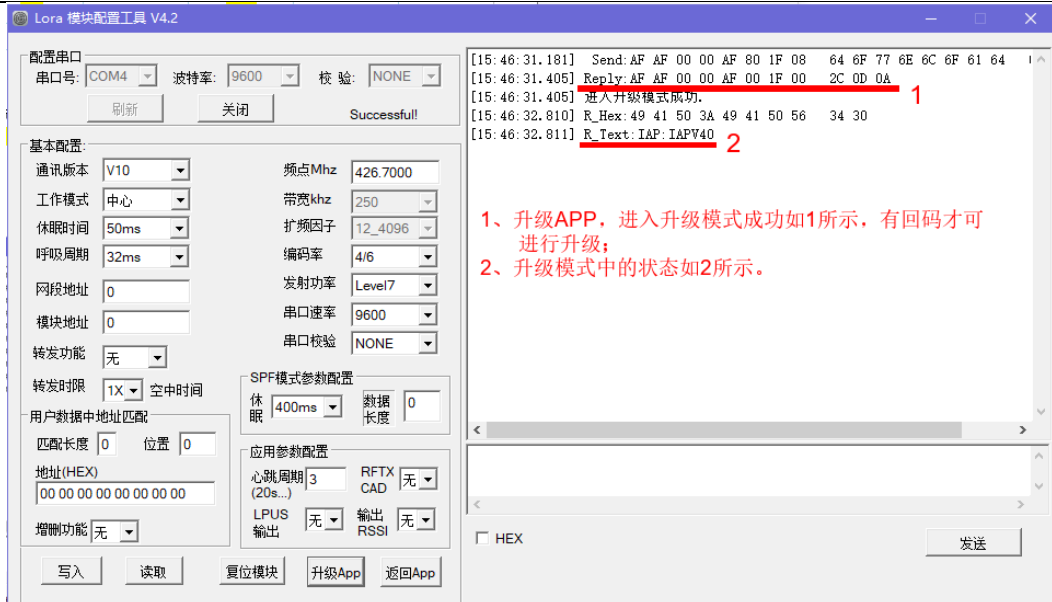 Lora 模块配置工具 V4.2
配置串口
串口号: COM4 波特率: 9600 校 验: NONE
刷新 关闭 Successful!
基本配置:
通讯版本 V10 频点Mhz 426.7000
工作模式 中心 带宽khz 250
休眠时间 50ms 扩频因子 12_4096
呼吸周期 32ms 编码率 4/6
发射功率 Level7
网段地址 0
串口速率 9600
模块地址 0
串口校验 NONE
转发功能 无
转发时限 1X 空中时间
SPF模式参数配置
休眠 400ms 数据长度 0
用户数据中地址匹配
匹配长度 0 位置 0
地址(HEX)
00 00 00 00 00 00 00 00
增删功能 无
应用参数配置
心跳周期 (20s...) 3 RFTX CAD 无
LPUS 输出 无 输出 RSSI 无
写入 读取 复位模块 升级App 返回App
[15:46:31.181] Send:AF AF 00 00 AF 80 1F 08 64 6F 77 6E 6C 6F 61 64
[15:46:31.405] Reply:AF AF 00 00 AF 00 1F 00 2C 0D 0A
1
[15:46:31.405] 进入升级模式成功.
[15:46:32.810] R_Hex:49 41 50 3A 49 41 50 56 34 30
[15:46:32.811] R_Text:IAP:IAPV40
2
1、升级APP，进入升级模式成功如1所示，有回码才可
进行升级；
2、升级模式中的状态如2所示。
HEX
发送